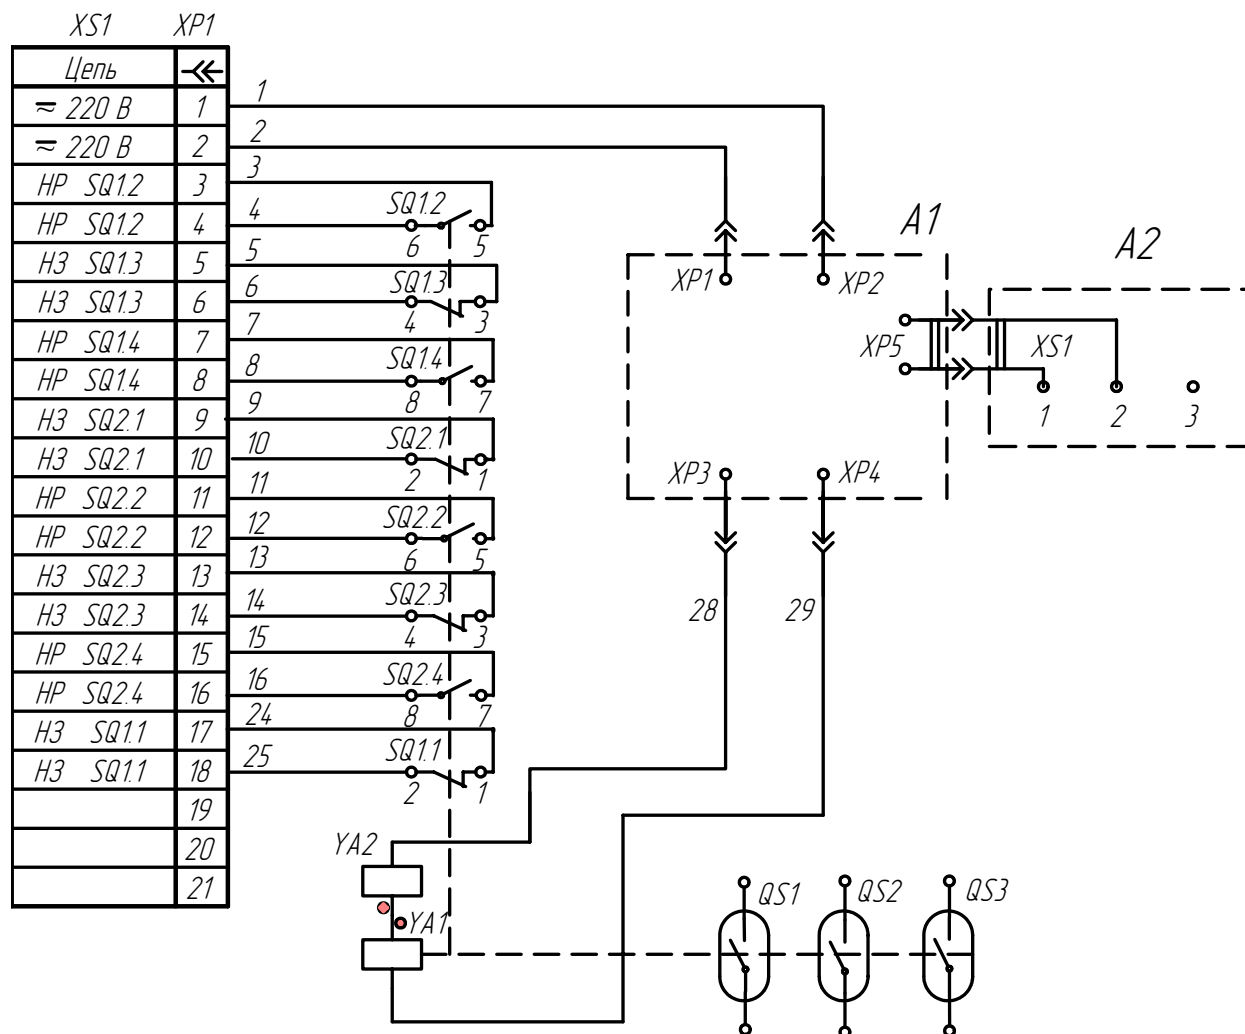 XS1 XP1
Цепь
≂ 220 В 1
≂ 220 В 2
НР SQ1.2 3
НР SQ1.2 4
НЗ SQ1.3 5
НЗ SQ1.3 6
НР SQ1.4 7
НР SQ1.4 8
НЗ SQ2.1 9
НЗ SQ2.1 10
НР SQ2.2 11
НР SQ2.2 12
НЗ SQ2.3 13
НЗ SQ2.3 14
НР SQ2.4 15
НР SQ2.4 16
НЗ SQ1.1 17
НЗ SQ1.1 18
19
20
21
1
2
3
4 SQ1.2
6 5
5
6 SQ1.3
4 3
7
8 SQ1.4
8 7
9
10 SQ2.1
2 1
11
12 SQ2.2
6 5
13
14 SQ2.3
4 3
15
16 SQ2.4
8 7
24
25 SQ1.1
2 1
YA2
YA1
A1
XP1 XP2
XP5
XP3 XP4
28 29
A2
XS1
1 2 3
QS1 QS2 QS3